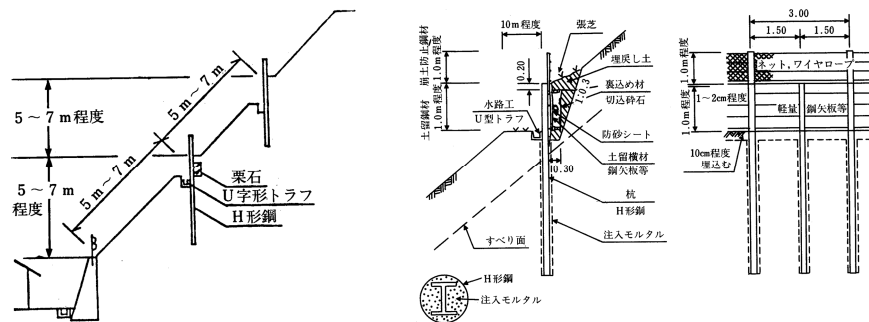 5～7m程度
5～7m
程度
5m～7m
5m～7m
栗石
U字形トラフ
H形鋼
10m程度
張芝
崩土防止鋼材
1.0m程度
0.20
埋戻し土
裏込め材
切込砕石
1:0.3
土留鋼材
1.0m程度
水路工
U型トラフ
防砂シート
土留横材
鋼矢板等
0.30
杭
H形鋼
注入モルタル
すべり面
H形鋼
注入モルタル
3.00
1.50
1.50
1.0m程度
ネット,ワイヤロープ
1～2cm程度
1.0m程度
軽量
鋼矢板等
10cm程度
埋込む